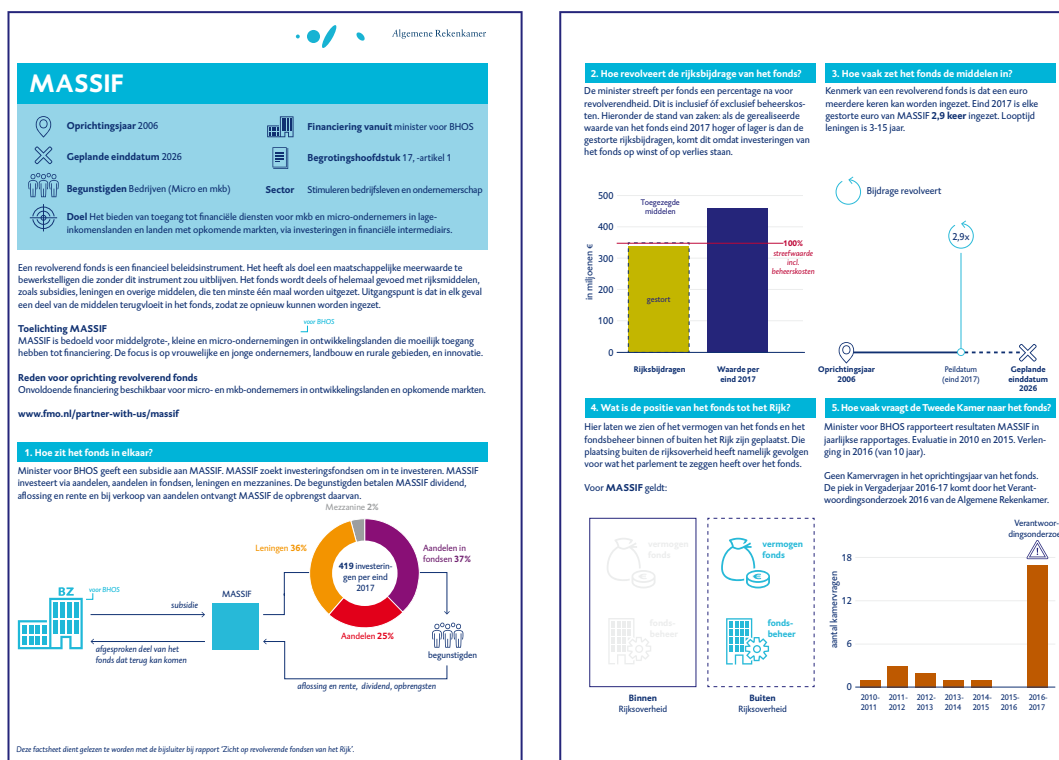 Algemene Rekenkamer
MASSIF
Oprichtingsjaar 2006
Financiering vanuit minister voor BHOS
Geplande einddatum 2026
Begrotingshoofdstuk 17, -artikel 1
Begunstigden Bedrijven (Micro en mkb)
Sector Stimuleren bedrijfsleven en ondernemerschap
Doel Het bieden van toegang tot financiële diensten voor mkb en micro-ondernemers in lage-
inkomenslanden en landen met opkomende markten, via investeringen in financiële intermediairs.
Een revolverend fonds is een financieel beleidsinstrument. Het heeft als doel een maatschappelijke meerwaarde te
bewerkstelligen die zonder dit instrument zou uitblijven. Het fonds wordt deels of helemaal gevoed met rijksmiddelen,
zoals subsidies, leningen en overige middelen, die ten minste één maal worden uitgezet. Uitgangspunt is dat in elk geval
een deel van de middelen terugvloeit in het fonds, zodat ze opnieuw kunnen worden ingezet.
Toelichting MASSIF
voor BHOS
MASSIF is bedoeld voor middelgrote-, kleine en micro-ondernemingen in ontwikkelingslanden die moeilijk toegang
hebben tot financiering. De focus is op vrouwelijke en jonge ondernemers, landbouw en rurale gebieden, en innovatie.
Reden voor oprichting revolverend fonds
Onvoldoende financiering beschikbaar voor micro- en mkb-ondernemers in ontwikkelingslanden en opkomende markten.
www.fmo.nl/partner-with-us/massif
1. Hoe zit het fonds in elkaar?
Minister voor BHOS geeft een subsidie aan MASSIF. MASSIF zoekt investeringsfondsen om in te investeren. MASSIF
investeert via aandelen, aandelen in fondsen, leningen en mezzanines. De begunstigden betalen MASSIF dividend,
aflossing en rente en bij verkoop van aandelen ontvangt MASSIF de opbrengst daarvan.
Mezzanine 2%
Leningen 36%
Aandelen in
fondsen 37%
419 investerin-
gen per eind
2017
Aandelen 25%
BZ
voor BHOS
subsidie
MASSIF
afgesproken deel van het
fonds dat terug kan komen
begunstigden
aflossing en rente, dividend, opbrengsten
Deze factsheet dient gelezen te worden met de bijsluiter bij rapport 'Zicht op revolverende fondsen van het Rijk'.
2. Hoe revolveert de rijksbijdrage van het fonds?
De minister streeft per fonds een percentage na voor
revolverendheid. Dit is inclusief óf exclusief beheerskos-
ten. Hieronder de stand van zaken: als de gerealiseerde
waarde van het fonds eind 2017 hoger of lager is dan de
gestorte rijksbijdragen, komt dit omdat investeringen van
het fonds op winst of op verlies staan.
in miljoenen €
500
400
300
200
100
0
Toegezegde
middelen
gestort
100%
streefwaarde
incl.
beheerskosten
Rijksbijdragen
Waarde per
eind 2017
3. Hoe vaak zet het fonds de middelen in?
Kenmerk van een revolverend fonds is dat een euro
meerdere keren kan worden ingezet. Eind 2017 is elke
gestorte euro van MASSIF 2,9 keer ingezet. Looptijd
leningen is 3-15 jaar.
Bijdrage revolveert
2,9x
Oprichtingsjaar
2006
Peildatum
(eind 2017)
Geplande
einddatum
2026
4. Wat is de positie van het fonds tot het Rijk?
Hier laten we zien of het vermogen van het fonds en het
fondsbeheer binnen of buiten het Rijk zijn geplaatst. Die
plaatsing buiten de rijksoverheid heeft namelijk gevolgen
voor wat het parlement te zeggen heeft over het fonds.
Voor MASSIF geldt:
vermogen
fonds
fonds-
beheer
Binnen
Rijksoverheid
vermogen
fonds
fonds-
beheer
Buiten
Rijksoverheid
5. Hoe vaak vraagt de Tweede Kamer naar het fonds?
Minister voor BHOS rapporteert resultaten MASSIF in
jaarlijkse rapportages. Evaluatie in 2010 en 2015. Verlen-
ging in 2016 (van 10 jaar).
Geen Kamervragen in het oprichtingsjaar van het fonds.
De piek in Vergaderjaar 2016-17 komt door het Verant-
woordingsonderzoek 2016 van de Algemene Rekenkamer.
Verantwoor-
dingsonderzoe
aantal kamervragen
18
12
6
0
2010-
2011
2011-
2012
2012-
2013
2013-
2014
2014-
2015
2015-
2016
2016-
2017